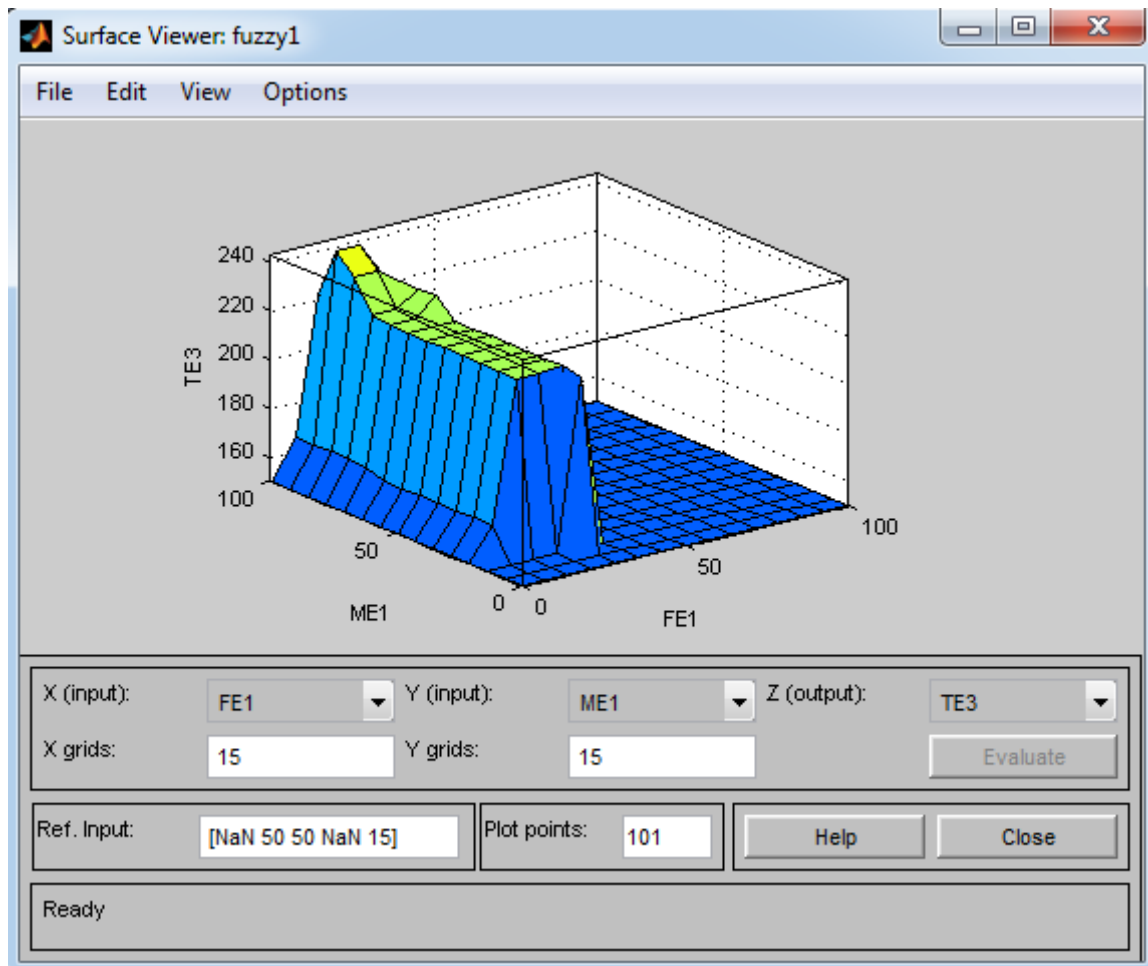 Surface Viewer: fuzzy1
File Edit View Options
240
220
200
180
160
TE3
100
50
0
ME1
0
50
100
FE1
X (input): FE1 Y (input): ME1 Z (output): TE3
X grids: 15 Y grids: 15 Evaluate
Ref. Input: [NaN 50 50 NaN 15] Plot points: 101 Help Close
Ready